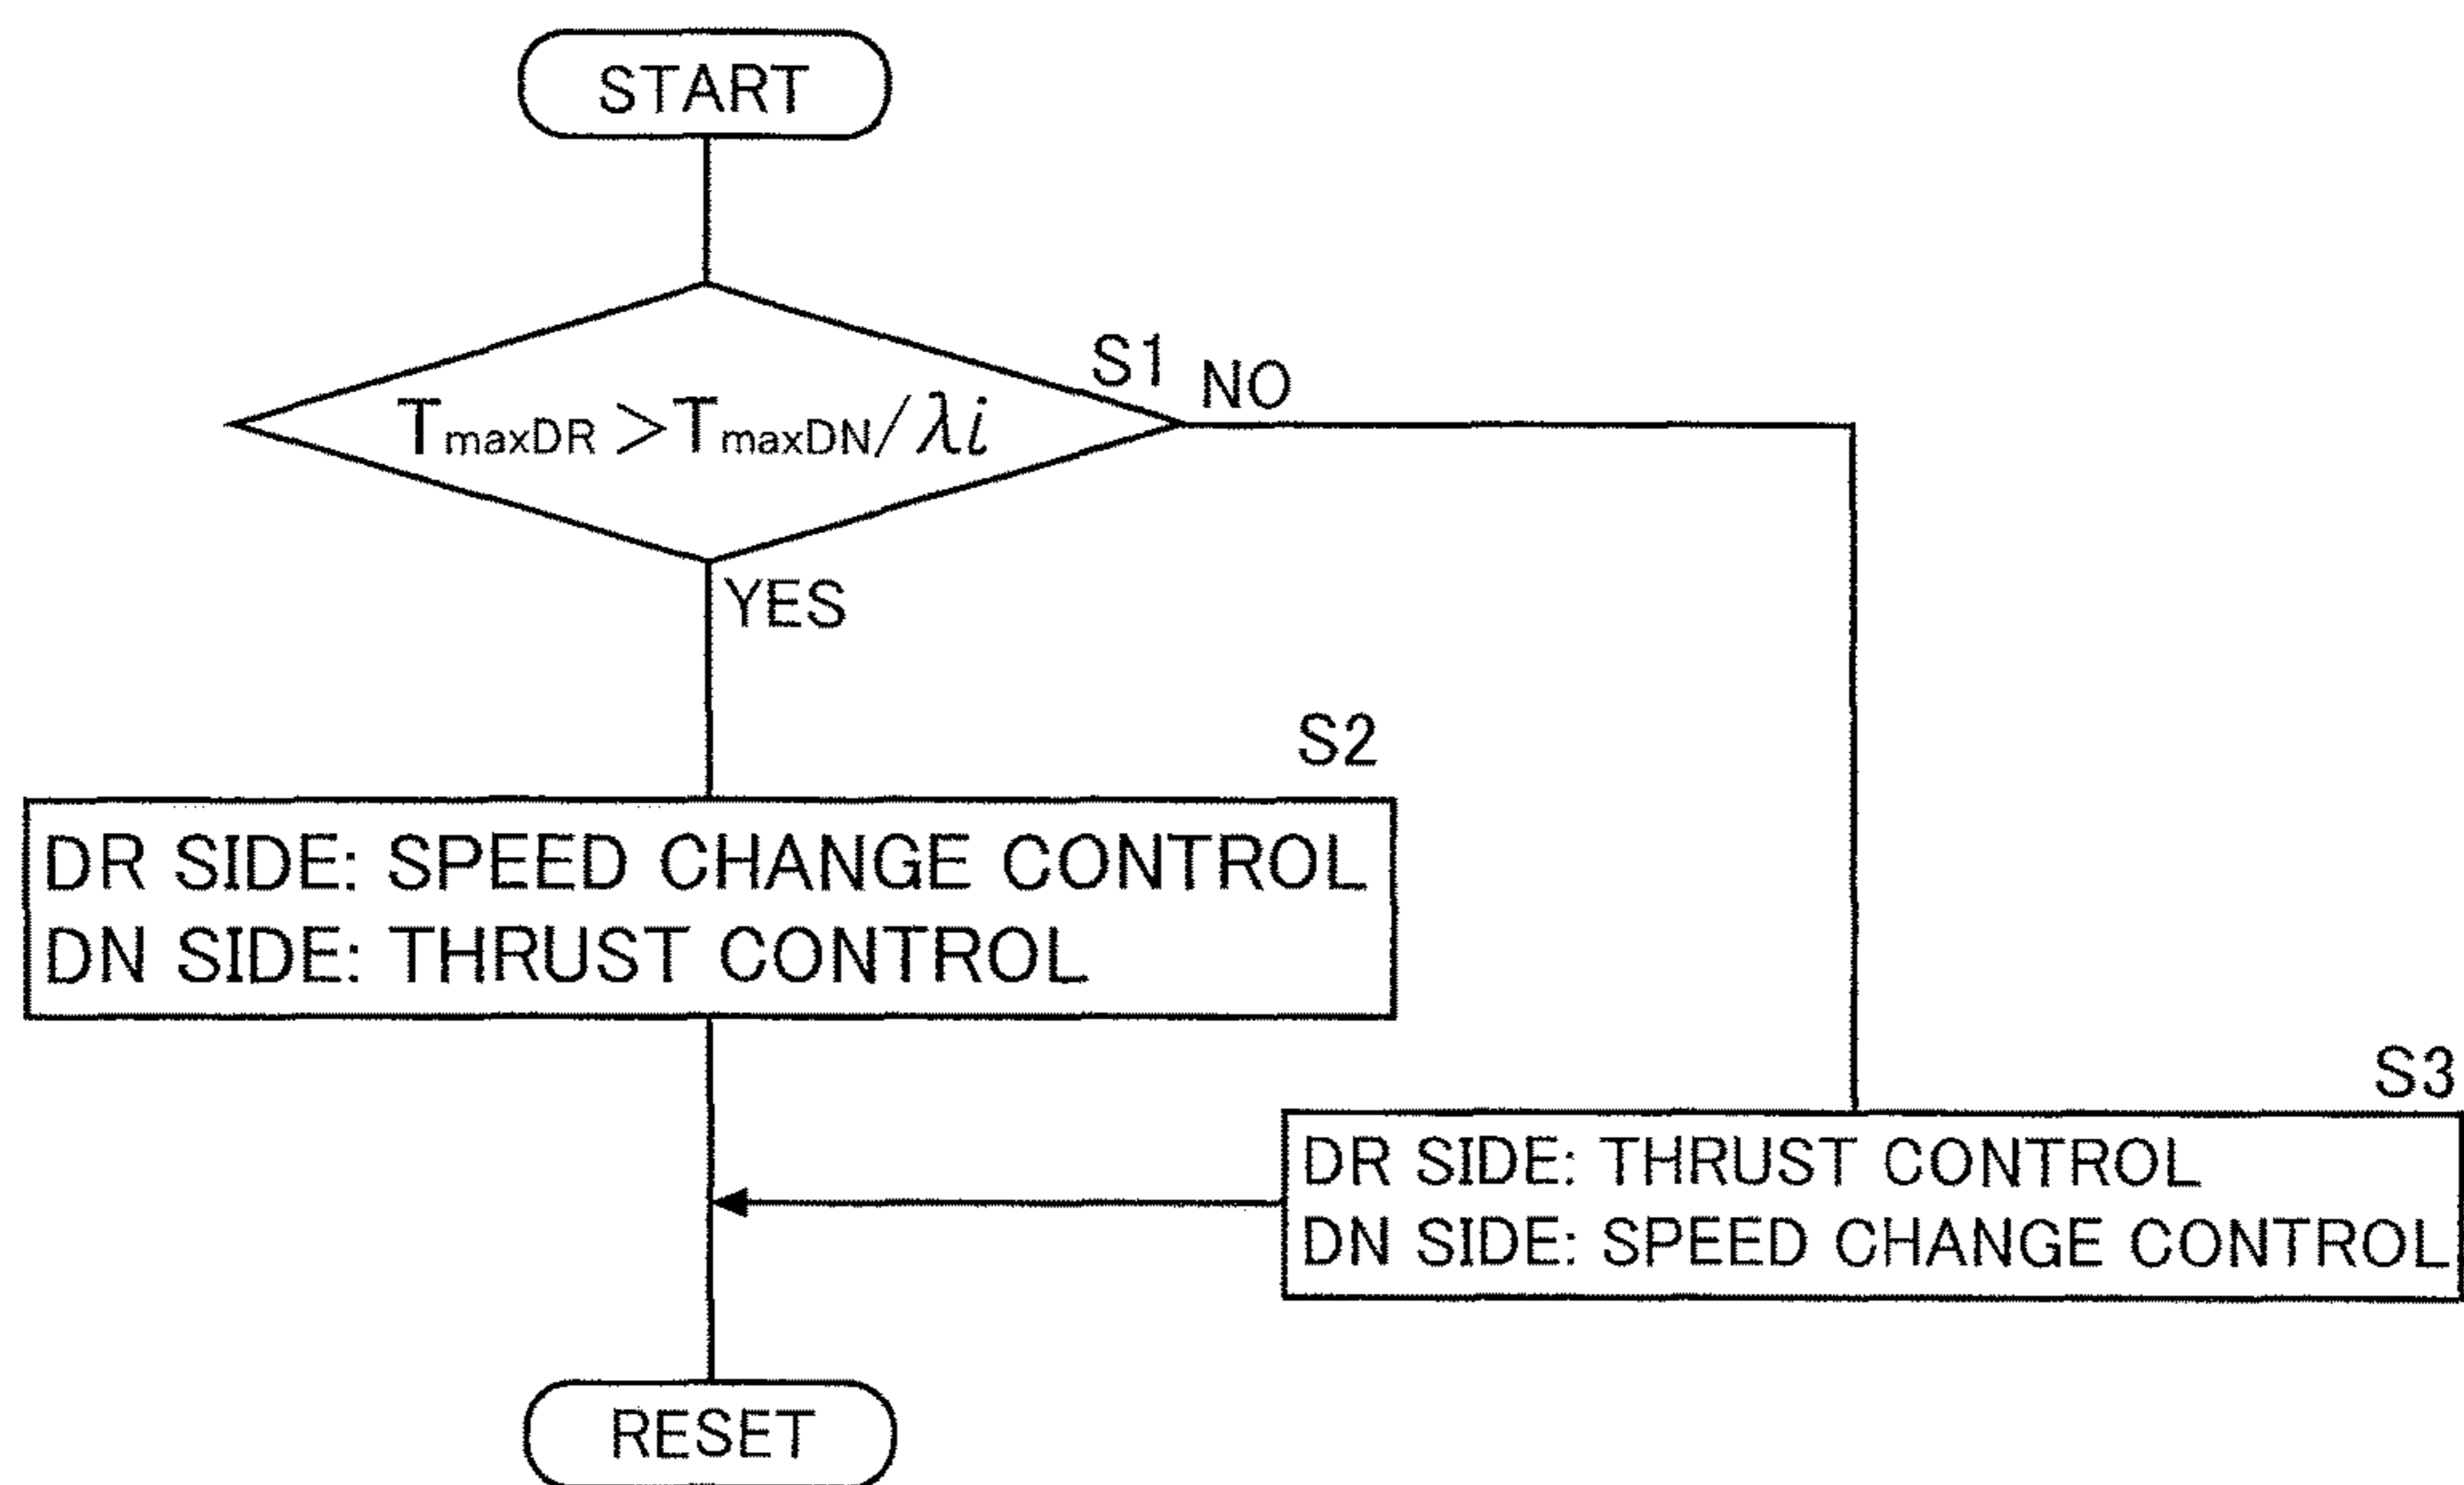 START
S1
NO
TmaxDR >TmaxDN/λi
YES
S2
DR SIDE: SPEED CHANGE CONTROL
DN SIDE: THRUST CONTROL
S3
DR SIDE: THRUST CONTROL
DN SIDE: SPEED CHANGE CONTROL
RESET